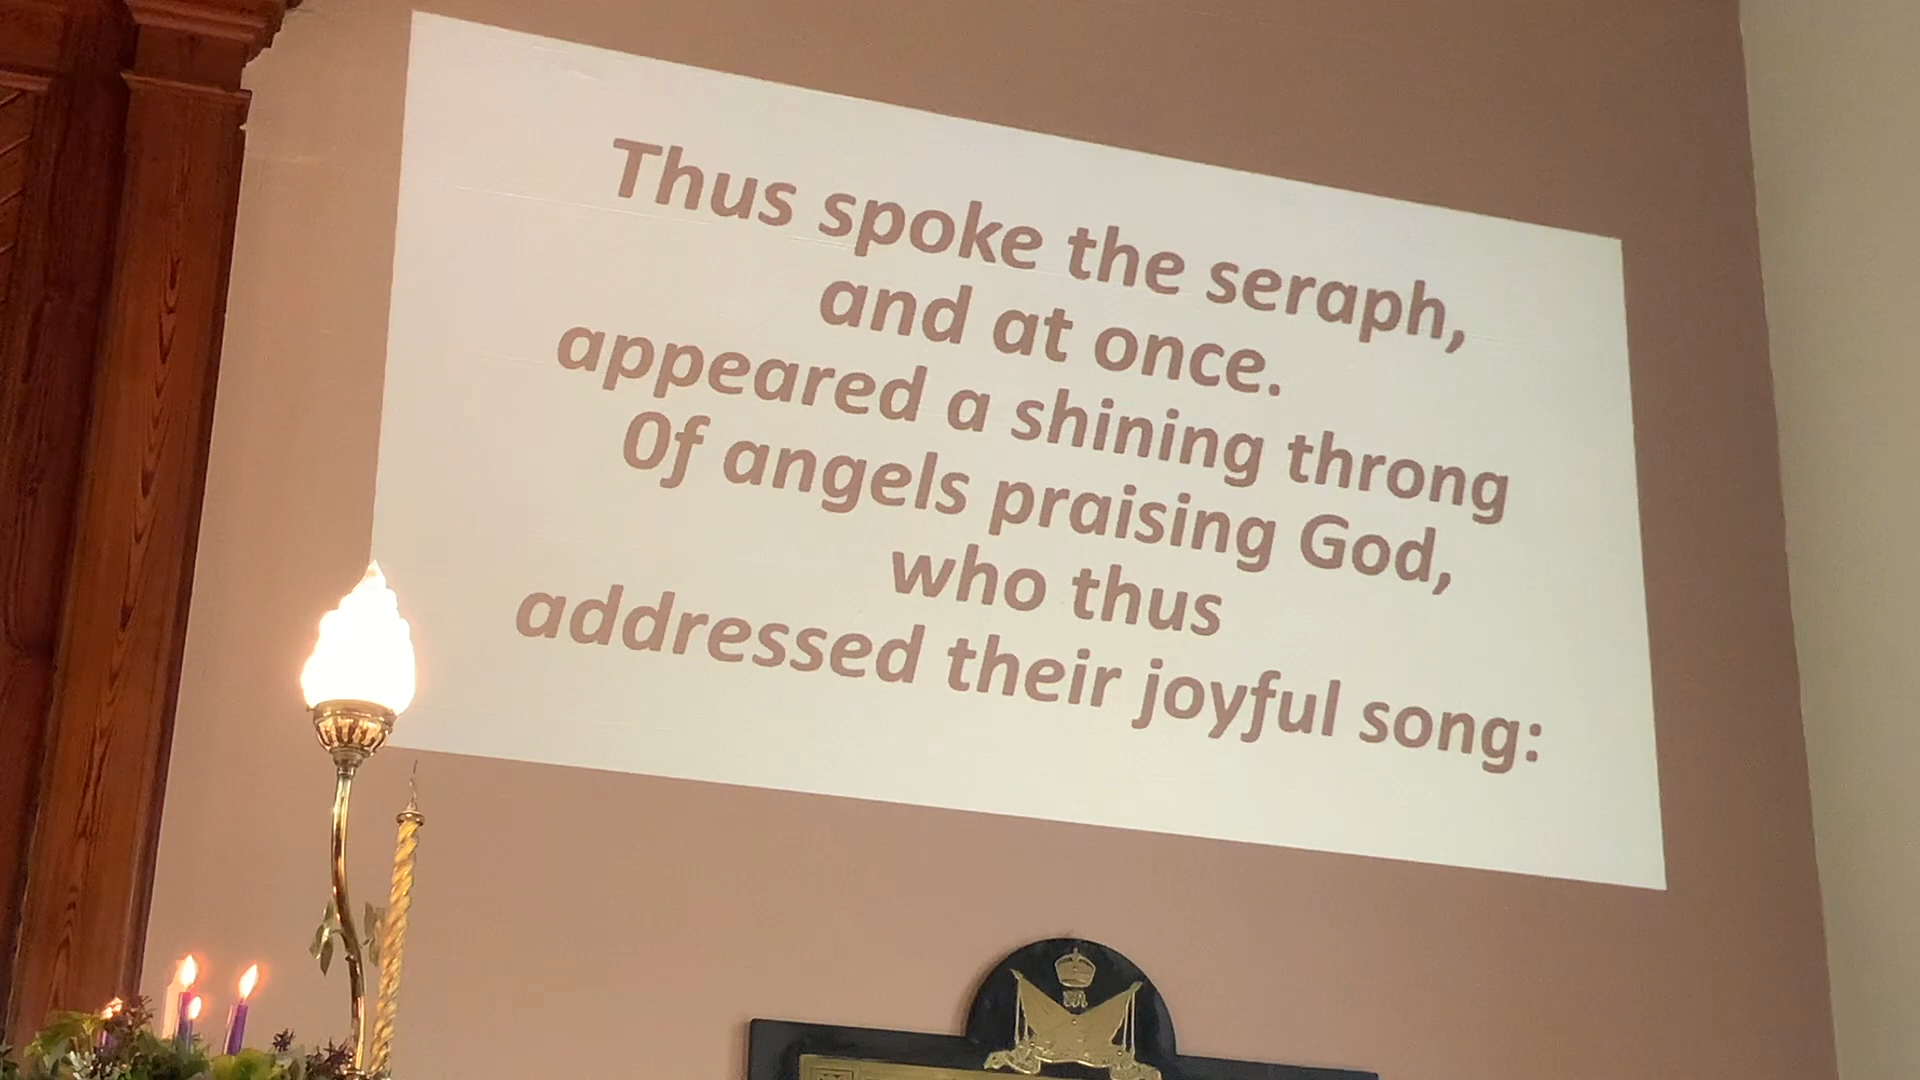 Thus spoke the seraph,
and at once.
appeared a shining throng
0f angels praising God,
who thus
addressed their joyful song: